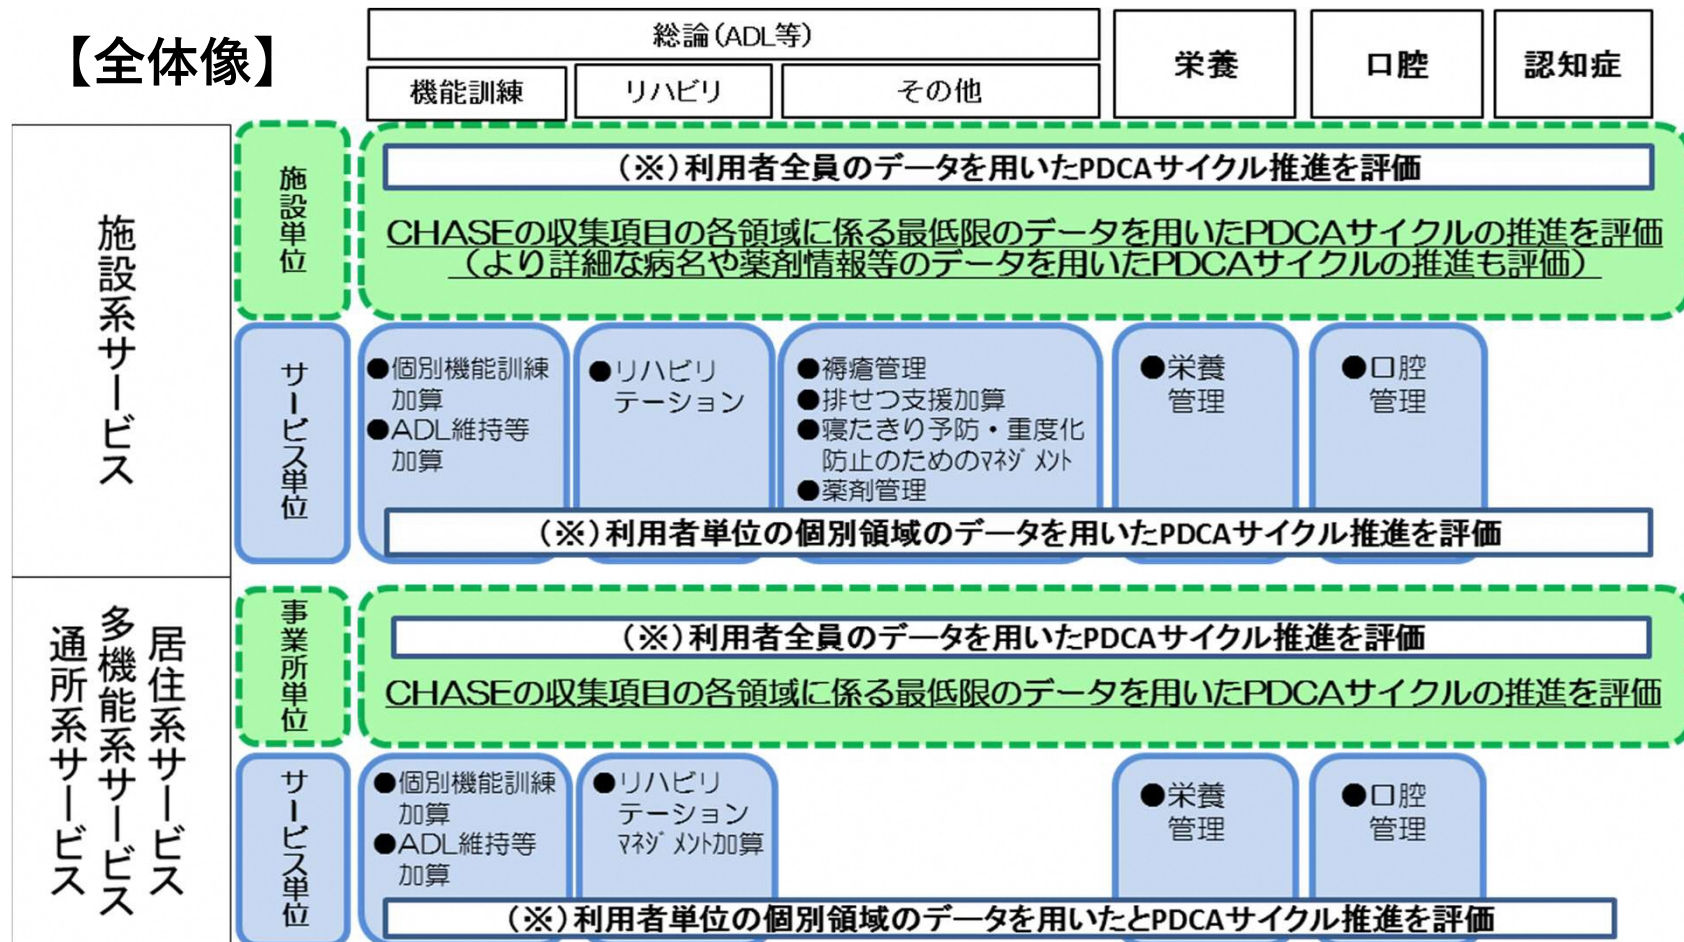 【全体像】
総論(ADL等)
機能訓練
リハビリ
その他
栄養
口腔
認知症
施設系サービス
施設単位
(※)利用者全員のデータを用いたPDCAサイクル推進を評価
CHASEの収集項目の各領域に係る最低限のデータを用いたPDCAサイクルの推進を評価
(より詳細な病名や薬剤情報等のデータを用いたPDCAサイクルの推進も評価)
サービス単位
●個別機能訓練
加算
●ADL維持等
加算
●リハビリ
テーション
●褥瘡管理
●排せつ支援加算
●寝たきり予防・重度化
防止のためのマネジメント
●薬剤管理
●栄養
管理
●口腔
管理
(※)利用者単位の個別領域のデータを用いたPDCAサイクル推進を評価
居住系サービス
多機能系サービス
通所系サービス
事業所単位
(※)利用者全員のデータを用いたPDCAサイクル推進を評価
CHASEの収集項目の各領域に係る最低限のデータを用いたPDCAサイクルの推進を評価
サービス単位
●個別機能訓練
加算
●ADL維持等
加算
●リハビリ
テーション
マネジメント加算
●栄養
管理
●口腔
管理
(※)利用者単位の個別領域のデータを用いたとPDCAサイクル推進を評価